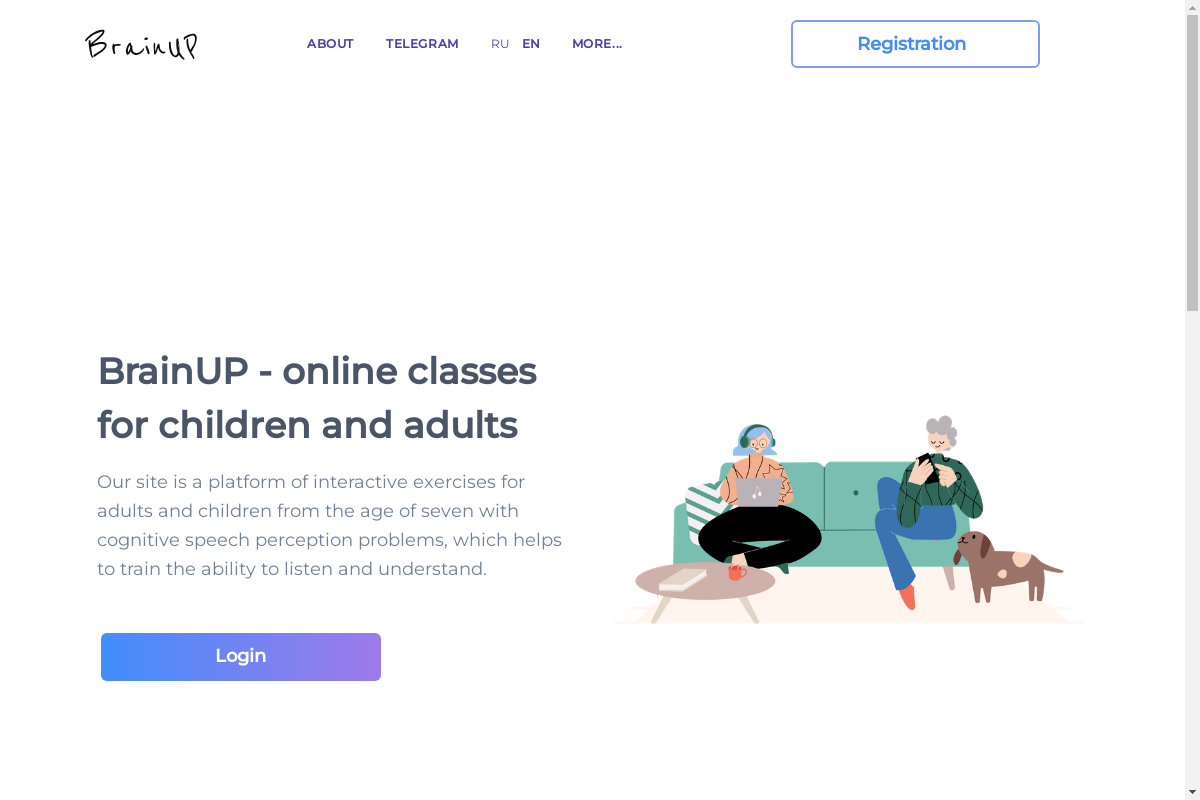 BrainUP
ABOUT TELEGRAM RU EN MORE... Registration
BrainUP - online classes
for children and adults
Our site is a platform of interactive exercises for
adults and children from the age of seven with
cognitive speech perception problems, which helps
to train the ability to listen and understand.
Login